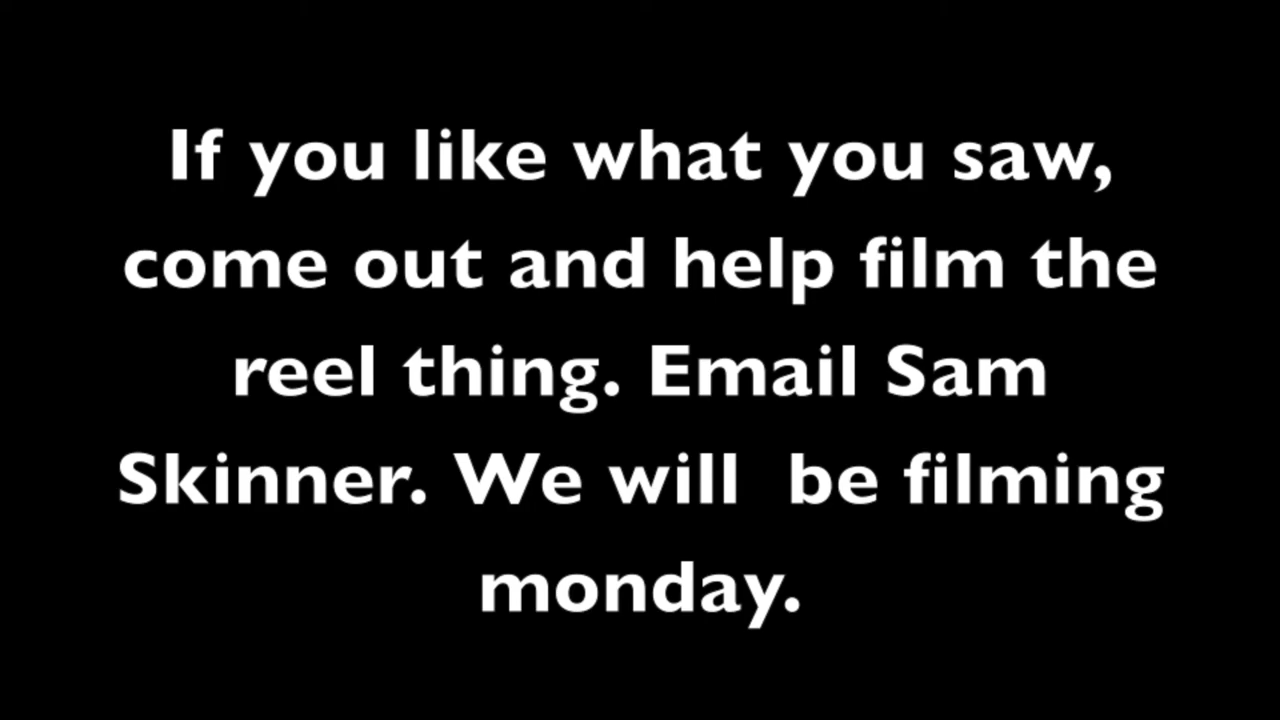 If you like what you saw,
come out and help film the
reel thing. Email Sam
Skinner. We will  be filming
monday.